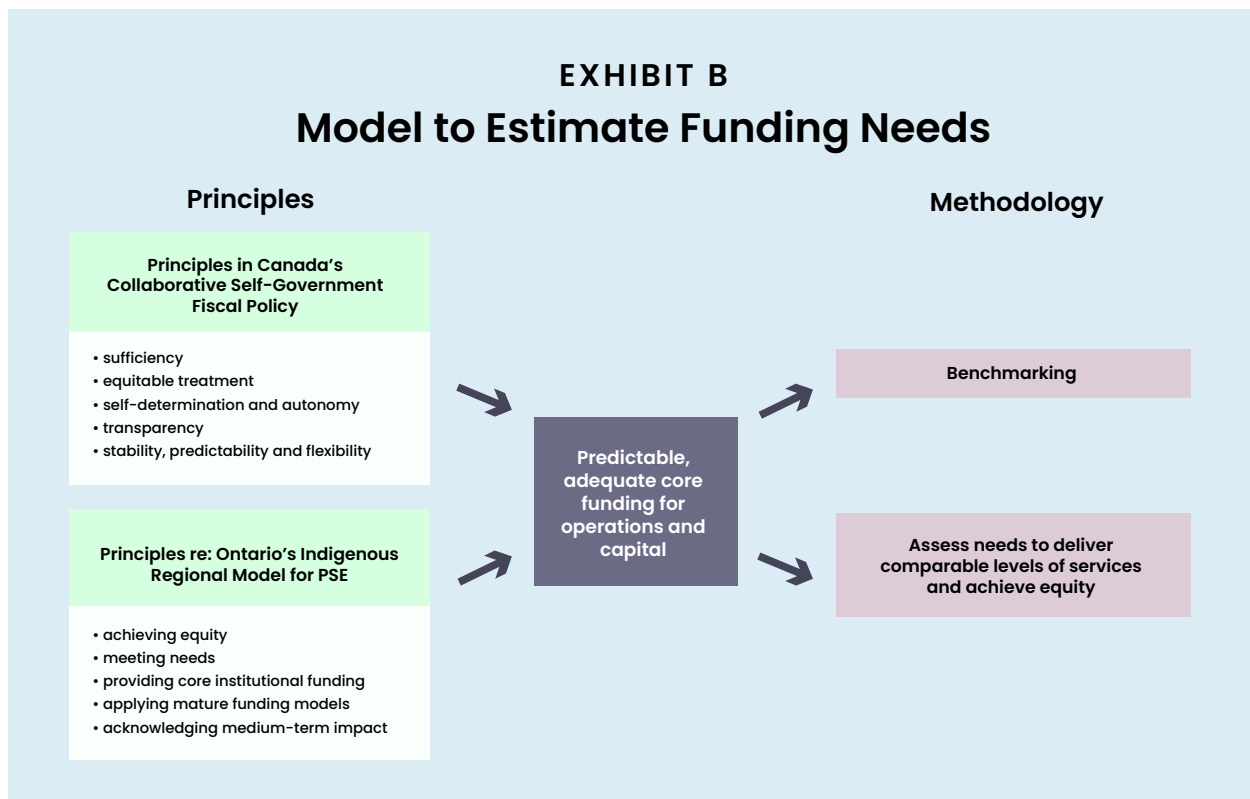 EXHIBIT B
Model to Estimate Funding Needs
Principles
Principles in Canada’s
Collaborative Self-Government
Fiscal Policy
• sufficiency
• equitable treatment
• self-determination and autonomy
• transparency
• stability, predictability and flexibility
Principles re: Ontario’s Indigenous
Regional Model for PSE
• achieving equity
• meeting needs
• providing core institutional funding
• applying mature funding models
• acknowledging medium-term impact
Predictable,
adequate core
funding for
operations and
capital
Methodology
Benchmarking
Assess needs to deliver
comparable levels of services
and achieve equity